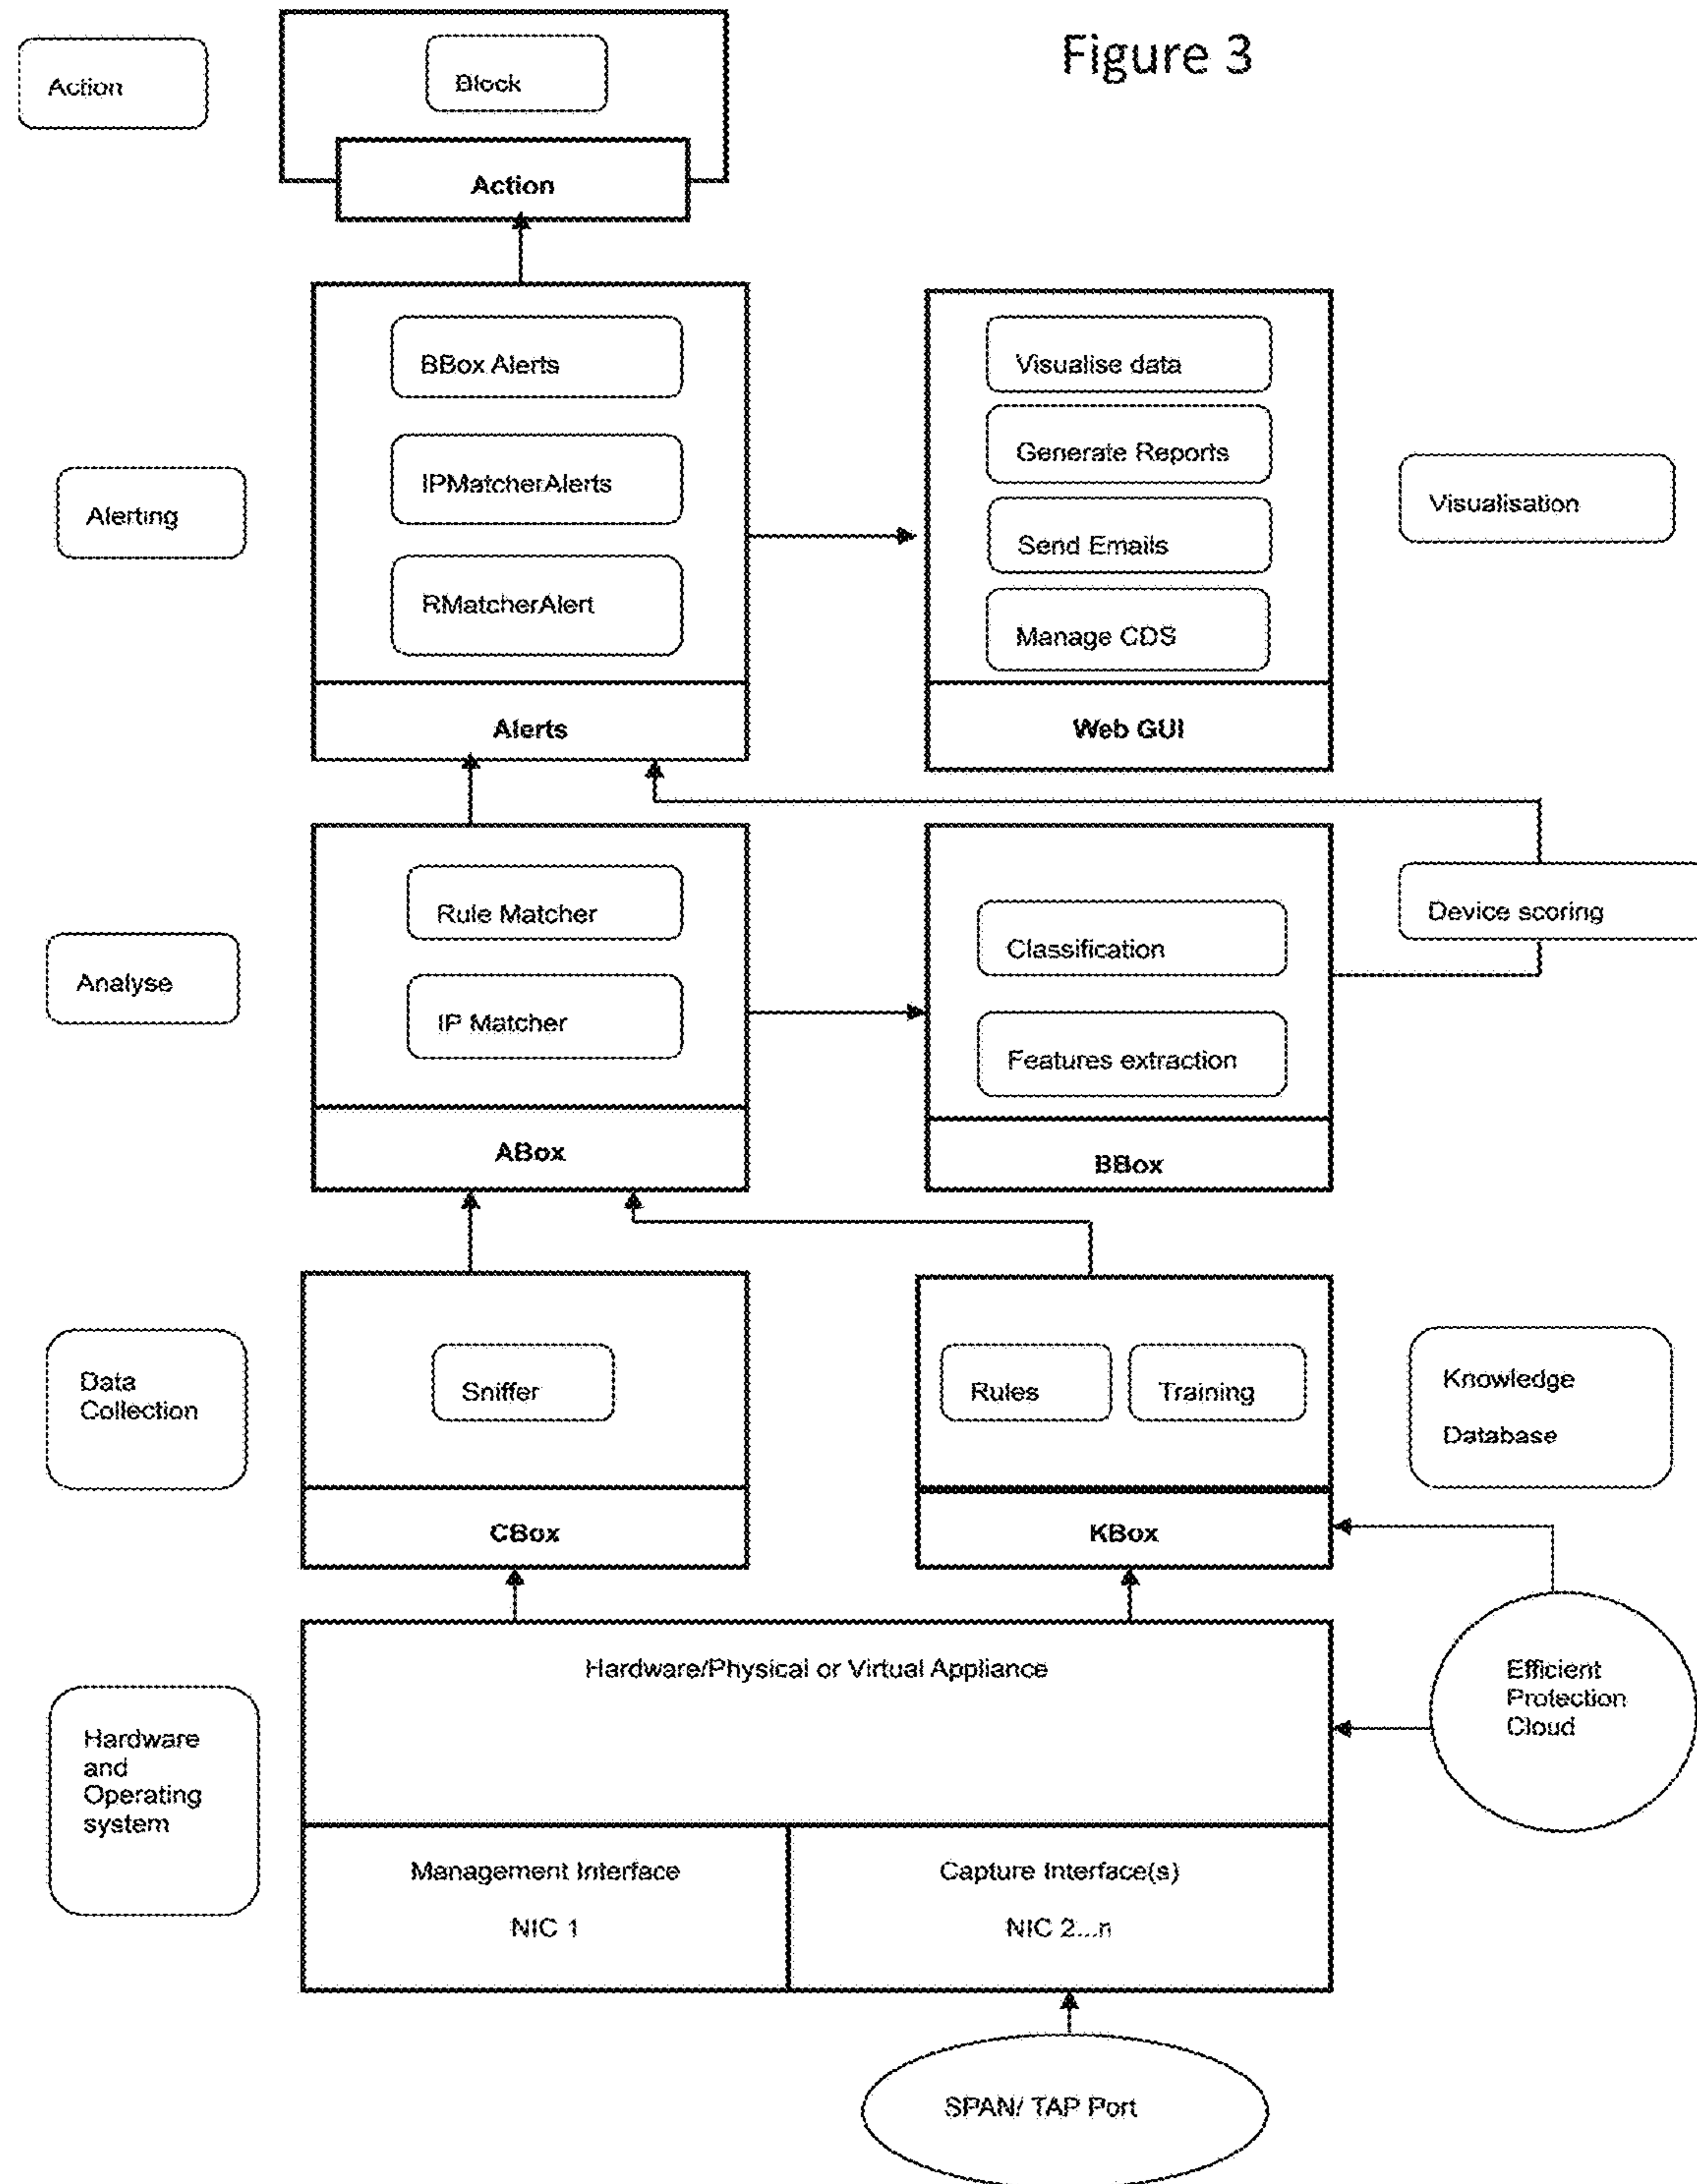 Figure 3
Action
Block
Action
BBox Alerts
IPMatcherAlerts
RMatcherAlert
Alerts
Alerting
Visualise data
Generate Reports
Send Emails
Manage CDS
Web GUI
Visualisation
Analyse
Rule Matcher
IP Matcher
ABox
Classification
Features extraction
BBox
Device scoring
Data
Collection
Sniffer
CBox
Rules
Training
KBox
Knowledge
Database
Hardware
and
Operating
system
Hardware/Physical or Virtual Appliance
Management Interface
NIC 1
Capture Interface(s)
NIC 2...n
Efficient
Protection
Cloud
SPAN/ TAP Port